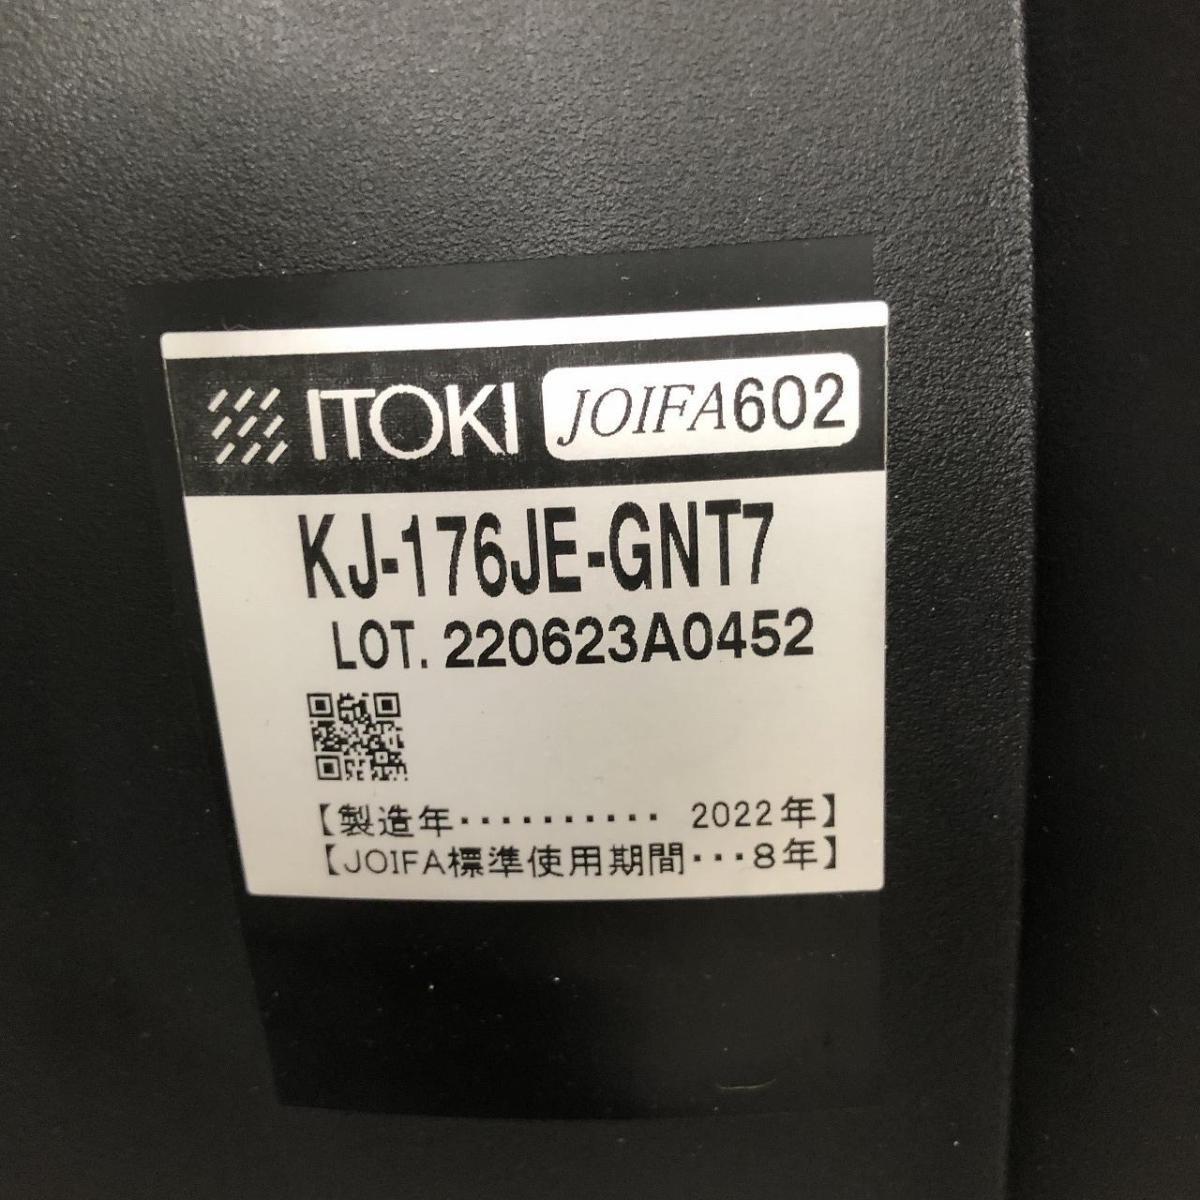 ITOKI JOIFA602
KJ-176JE-GNT7
LOT. 220623A0452
【製造年・・・・・・・・・・ 2022年】
【JOIFA標準使用期間・・・8年】